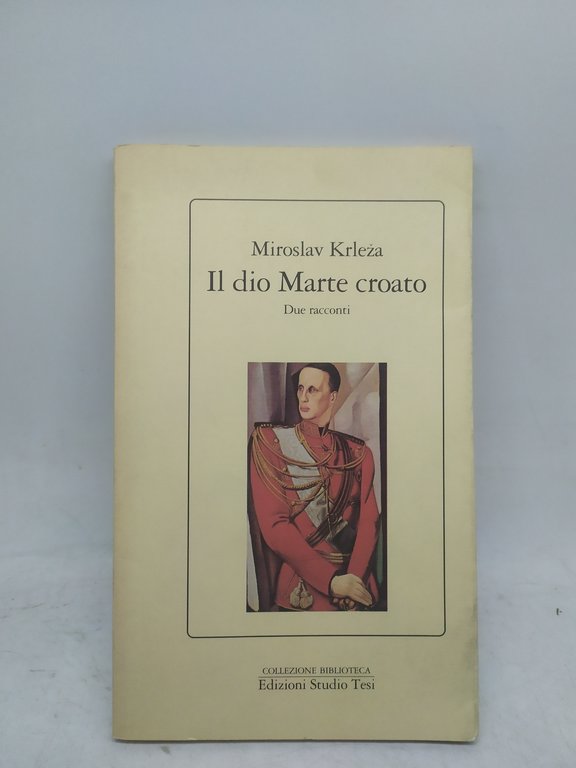 Miroslav Krleža
Il dio Marte croato
Due racconti
COLLEZIONE BIBLIOTECA
Edizioni Studio Tesi